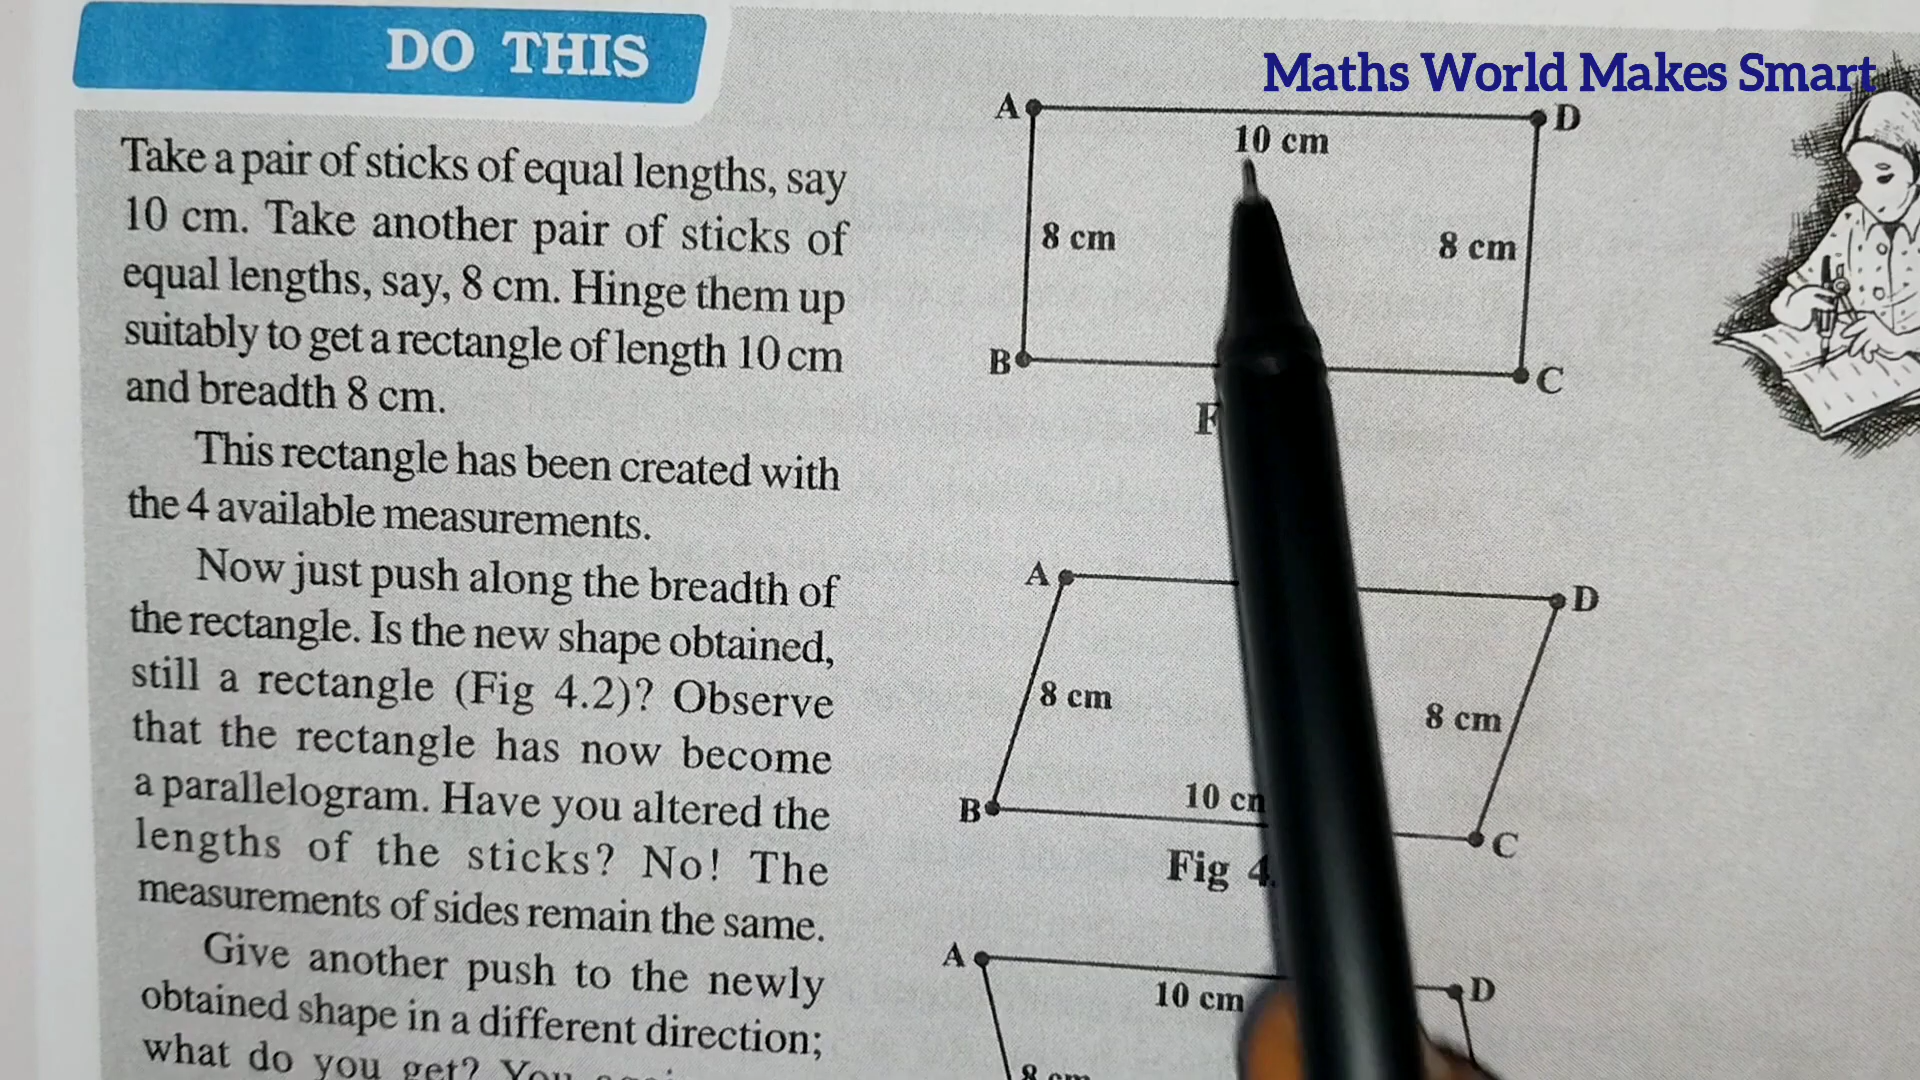 DO THIS
Maths World Makes Smart
Take a pair of sticks of equal lengths, say
10 cm. Take another pair of sticks of
equal lengths, say, 8 cm. Hinge them up
suitably to get a rectangle of length 10 cm
and breadth 8 cm.
This rectangle has been created with
the 4 available measurements.
Now just push along the breadth of
the rectangle. Is the new shape obtained,
still a rectangle (Fig 4.2)? Observe
that the rectangle has now become
a parallelogram. Have you altered the
lengths of the sticks? No! The
measurements of sides remain the same.
Give another push to the newly
obtained shape in a different direction;
what do you get? You
A D
10 cm
8 cm 8 cm
B C
A D
8 cm 8 cm
10
B C
Fig
A D
10 cm
8 cm